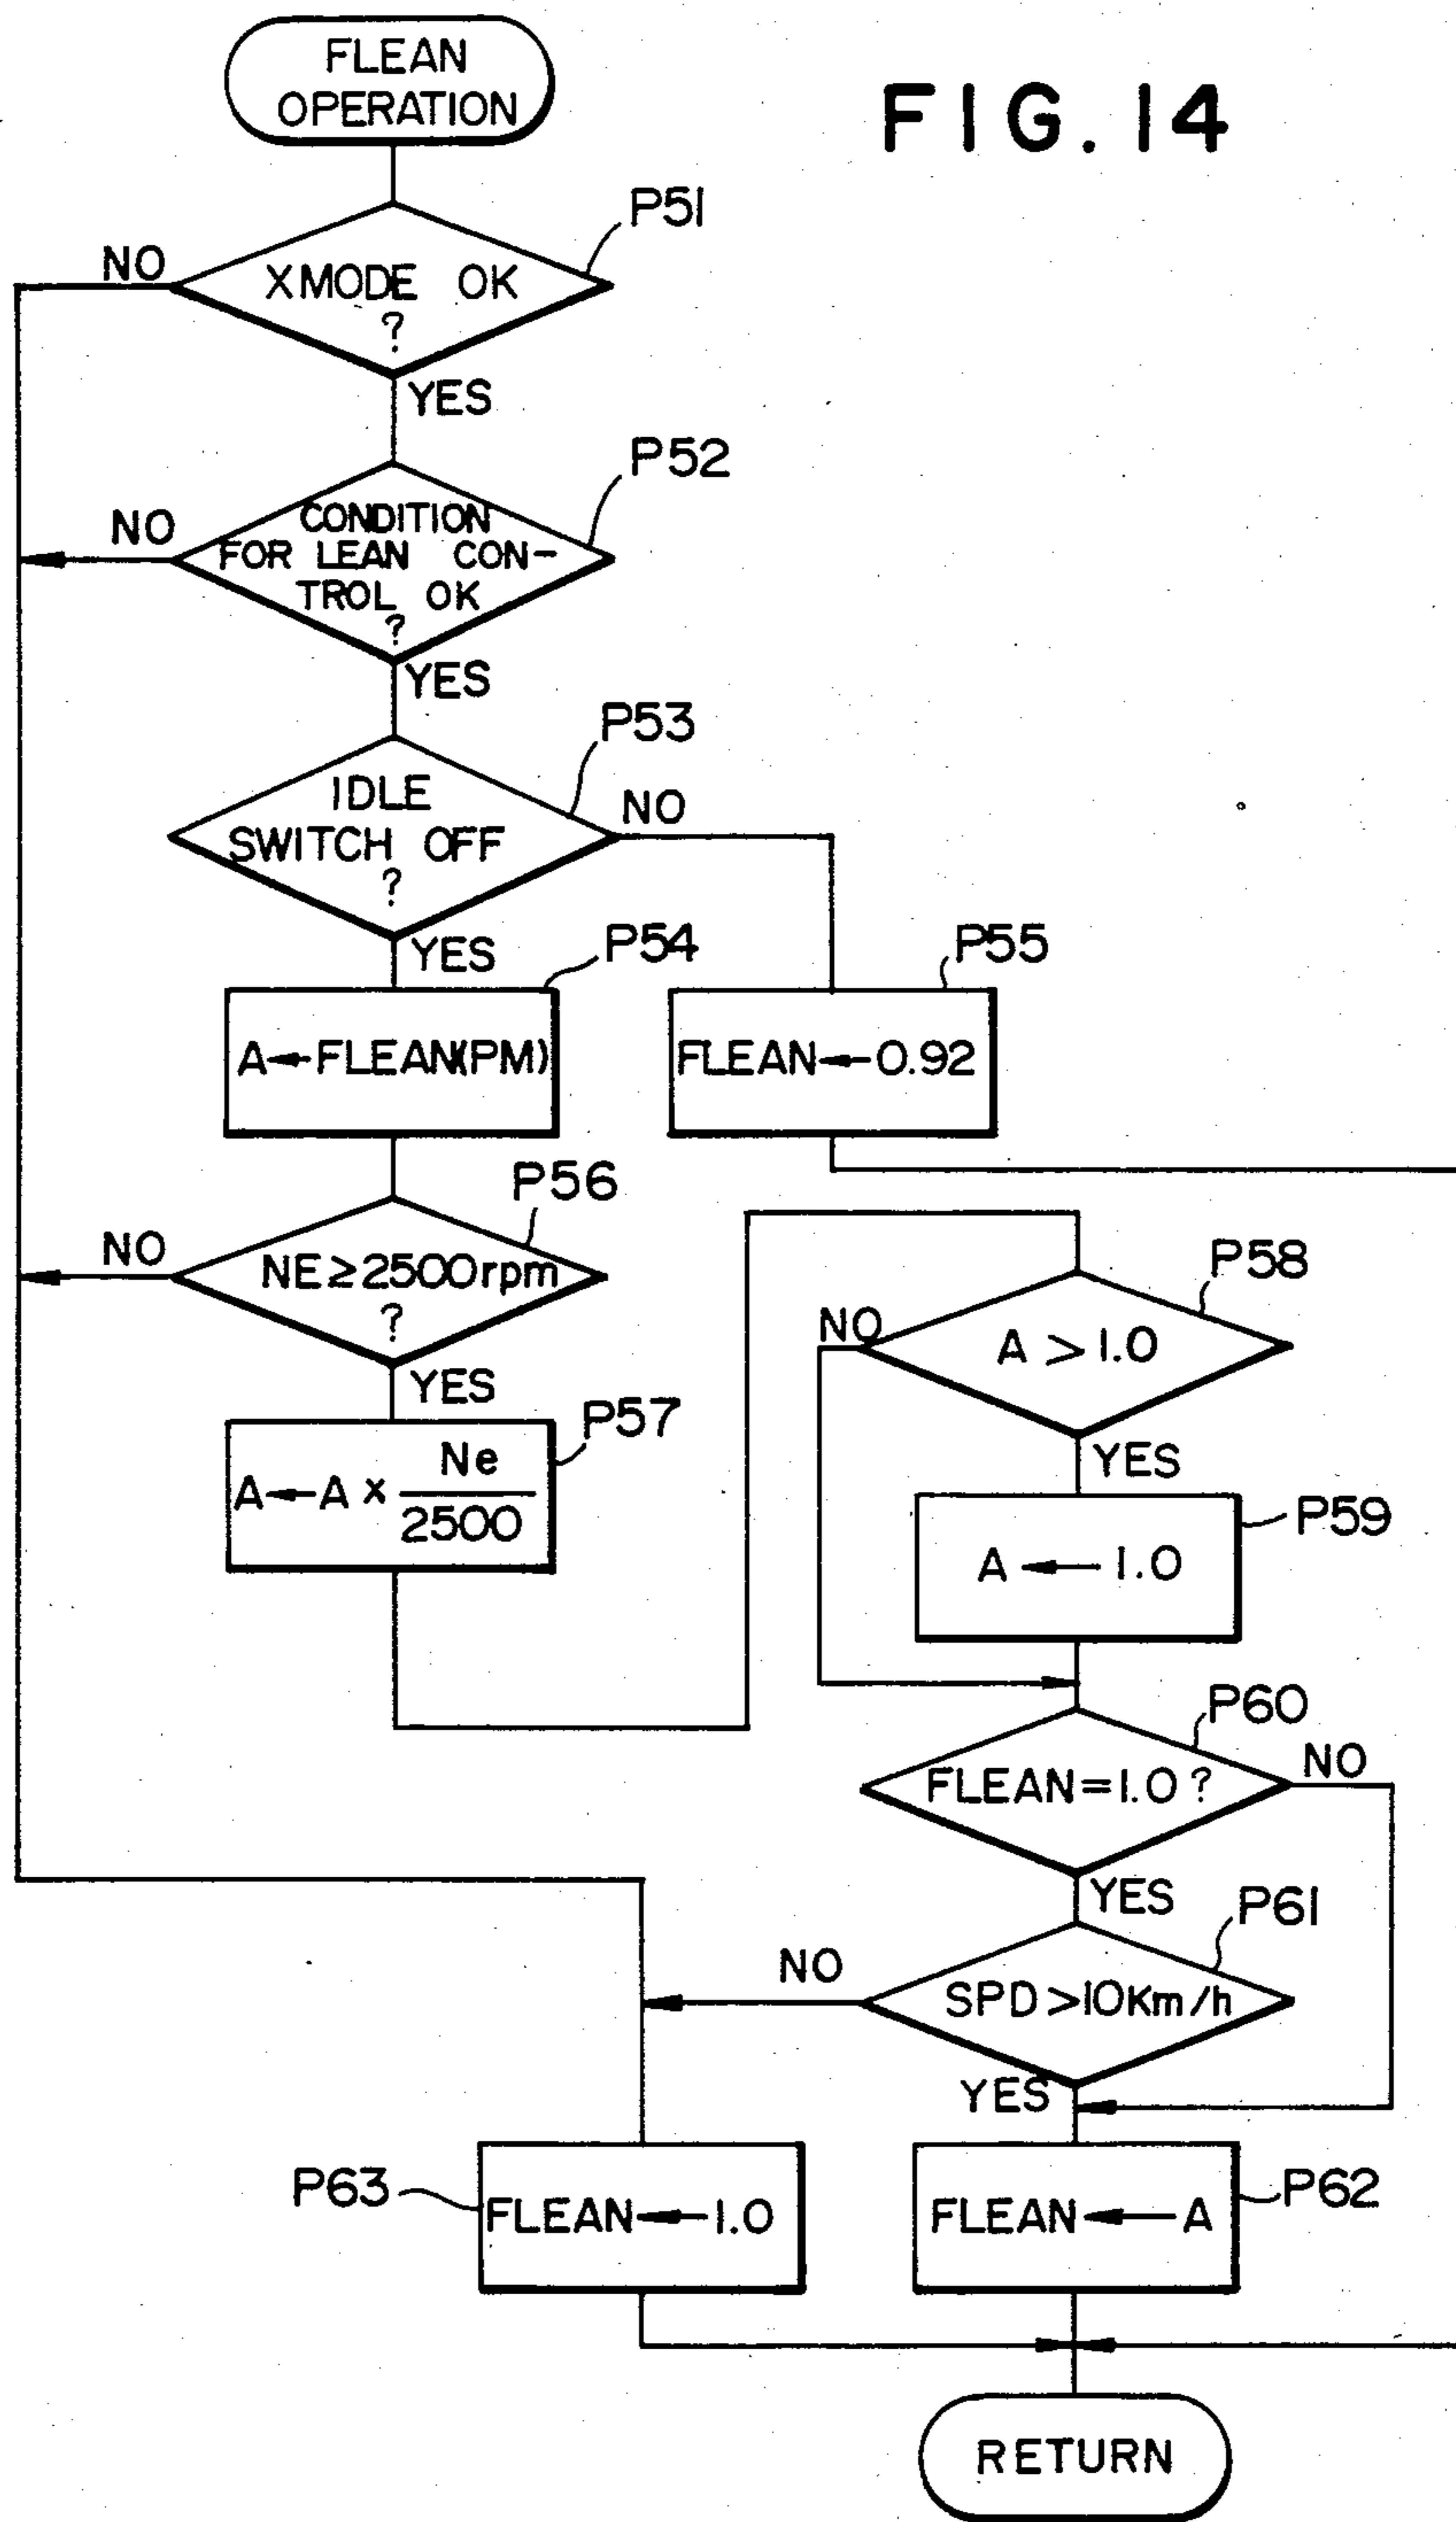 FLEAN
OPERATION
FIG. 14
P51
NO
XMODE OK
?
YES
P52
NO
CONDITION
FOR LEAN CON-
TROL OK
?
YES
P53
IDLE
SWITCH OFF
?
NO
YES
P54
A←FLEAN(PM)
P55
FLEAN←0.92
P56
NO
NE≥2500rpm
?
YES
P57
A←A × Ne
2500
P58
NO
A > 1.0
YES
P59
A ← 1.0
P60
FLEAN=1.0 ?
NO
YES
P61
NO
SPD>10Km/h
YES
P63
FLEAN←1.0
P62
FLEAN←A
RETURN